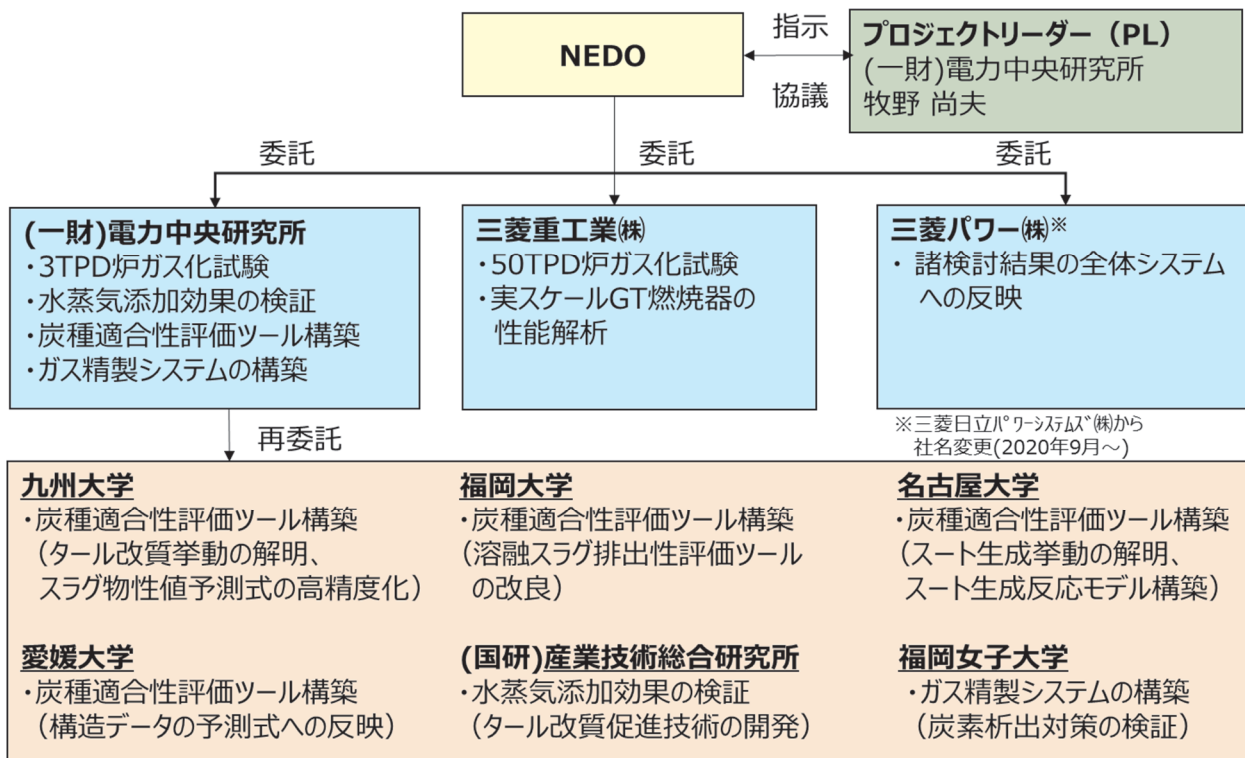 NEDO
指示
協議
プロジェクトリーダー（PL）
(一財)電力中央研究所
牧野 尚夫
委託
委託
委託
(一財)電力中央研究所
・3TPD炉ガス化試験
・水蒸気添加効果の検証
・炭種適合性評価ツール構築
・ガス精製システムの構築
三菱重工業㈱
・50TPD炉ガス化試験
・実スケールGT燃焼器の
性能解析
三菱パワー㈱※
・ 諸検討結果の全体システム
への反映
※三菱日立ﾊﾟﾜｰｼｽﾃﾑｽﾞ㈱から
社名変更(2020年9月～)
再委託
九州大学
・炭種適合性評価ツール構築
（タール改質挙動の解明、
スラグ物性値予測式の高精度化）
福岡大学
・炭種適合性評価ツール構築
（溶融スラグ排出性評価ツール
の改良）
名古屋大学
・炭種適合性評価ツール構築
（スート生成挙動の解明、
スート生成反応モデル構築）
愛媛大学
・炭種適合性評価ツール構築
（構造データの予測式への反映）
(国研)産業技術総合研究所
・水蒸気添加効果の検証
（タール改質促進技術の開発）
福岡女子大学
・ガス精製システムの構築
（炭素析出対策の検証）